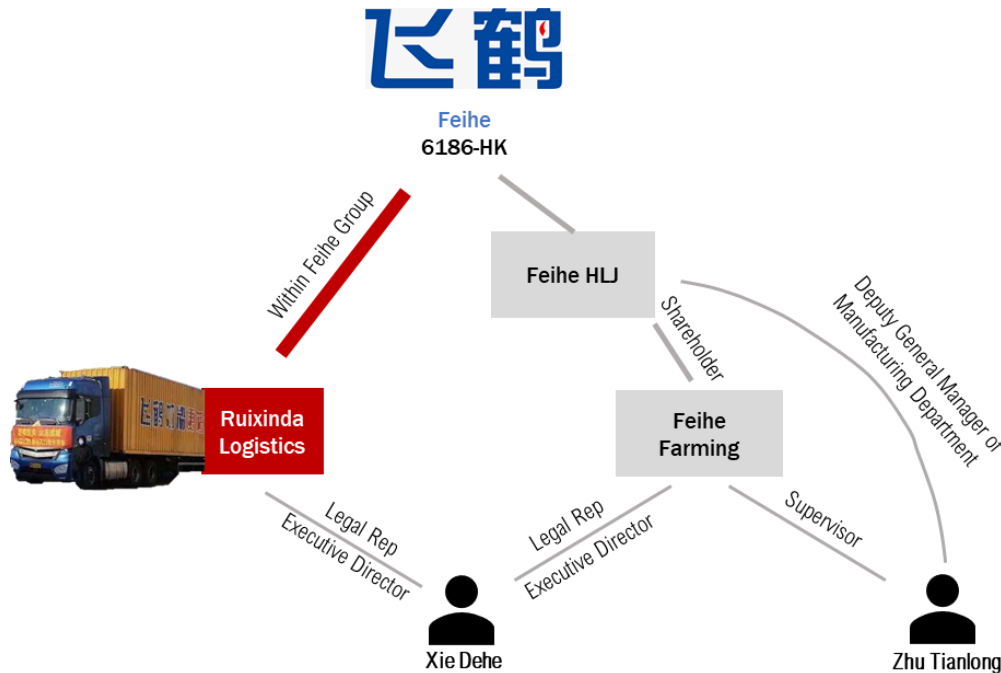 飞鹤
Feihe
6186-HK
Within Feihe Group
Feihe HLJ
Shareholder
Deputy General Manager of
Manufacturing Department
Ruixinda
Logistics
Feihe
Farming
Legal Rep
Executive Director
Legal Rep
Executive Director
Supervisor
Xie Dehe
Zhu Tianlong